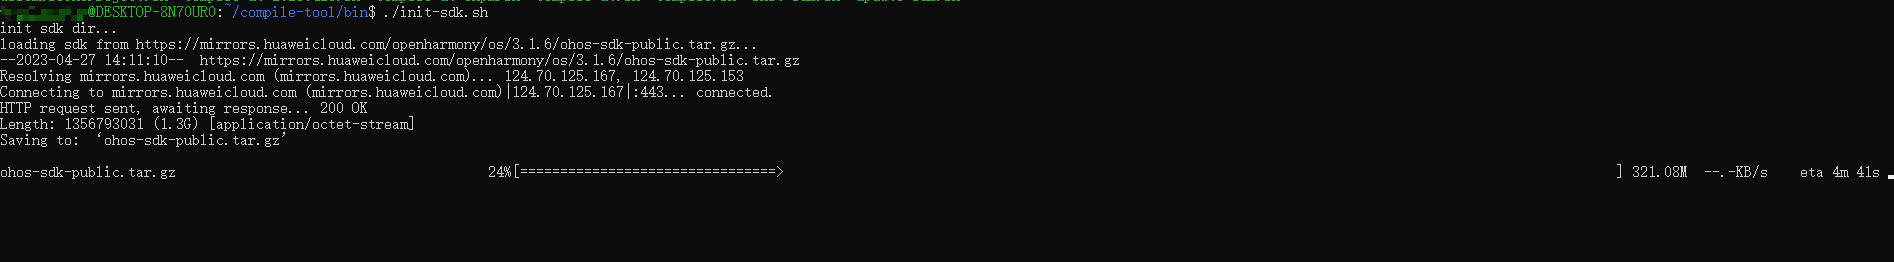 @DESKTOP-8N70UR0:~/compile-tool/bin$ ./init-sdk.sh
init sdk dir...
loading sdk from https://mirrors.huaweicloud.com/openharmony/os/3.1.6/ohos-sdk-public.tar.gz...
--2023-04-27 14:11:10--  https://mirrors.huaweicloud.com/openharmony/os/3.1.6/ohos-sdk-public.tar.gz
Resolving mirrors.huaweicloud.com (mirrors.huaweicloud.com)... 124.70.125.167, 124.70.125.153
Connecting to mirrors.huaweicloud.com (mirrors.huaweicloud.com)|124.70.125.167|:443... connected.
HTTP request sent, awaiting response... 200 OK
Length: 1356793031 (1.3G) [application/octet-stream]
Saving to: ‘ohos-sdk-public.tar.gz’
ohos-sdk-public.tar.gz 24%[================================> ] 321.08M --.-KB/s eta 4m 41s